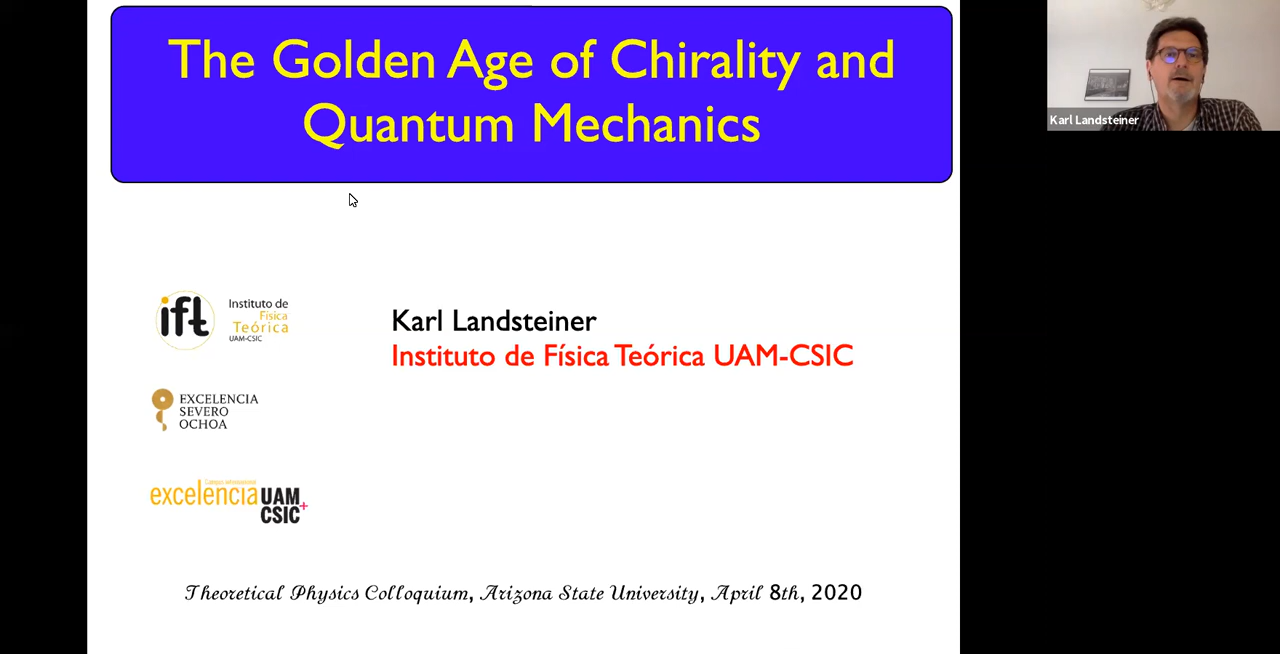 The Golden Age of Chirality and
Quantum Mechanics
Karl Landsteiner
ift
Instituto de
Física
Teórica
UAM-CSIC
Karl Landsteiner
Instituto de Física Teórica UAM-CSIC
EXCELENCIA
SEVERO
OCHOA
excelencia UAM
CSIC+
Theoretical Physics Colloquium, Arizona State University, April 8th, 2020